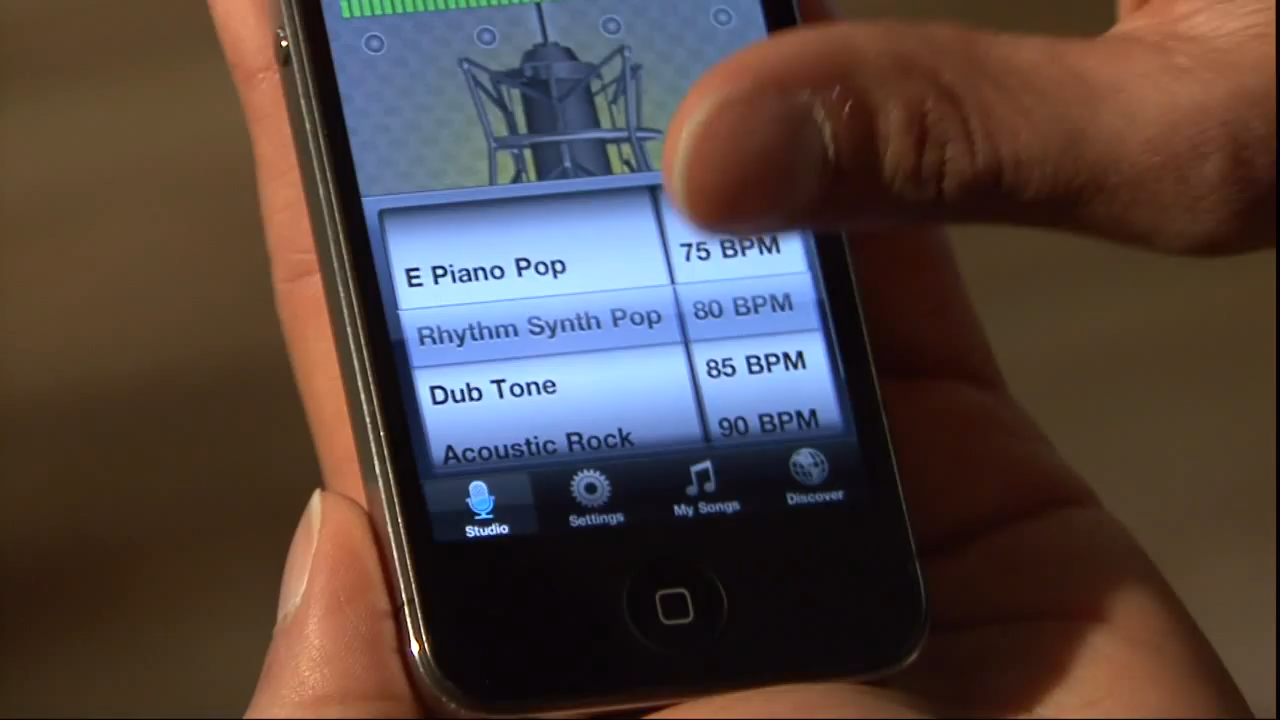 E Piano Pop
75 BPM
Rhythm Synth Pop
80 BPM
Dub Tone
85 BPM
Acoustic Rock
90 BPM
Studio
Settings
My Songs
Discover